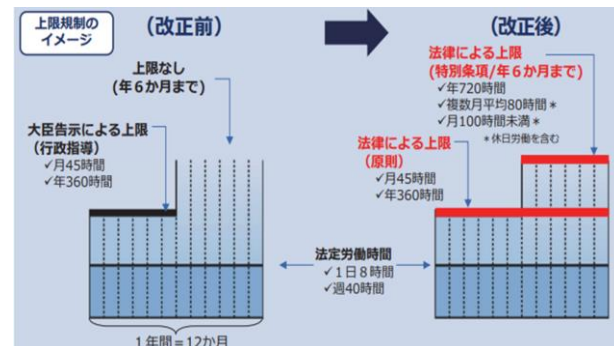 上限規制の
イメージ
(改正前)
上限なし
(年6か月まで)
大臣告示による上限
(行政指導)
✓月45時間
✓年360時間
(改正後)
法律による上限
(特別条項/年6か月まで)
✓年720時間
✓複数月平均80時間*
✓月100時間未満*
*休日労働を含む
法律による上限
(原則)
✓月45時間
✓年360時間
法定労働時間
✓1日8時間
✓週40時間
1年間=12か月